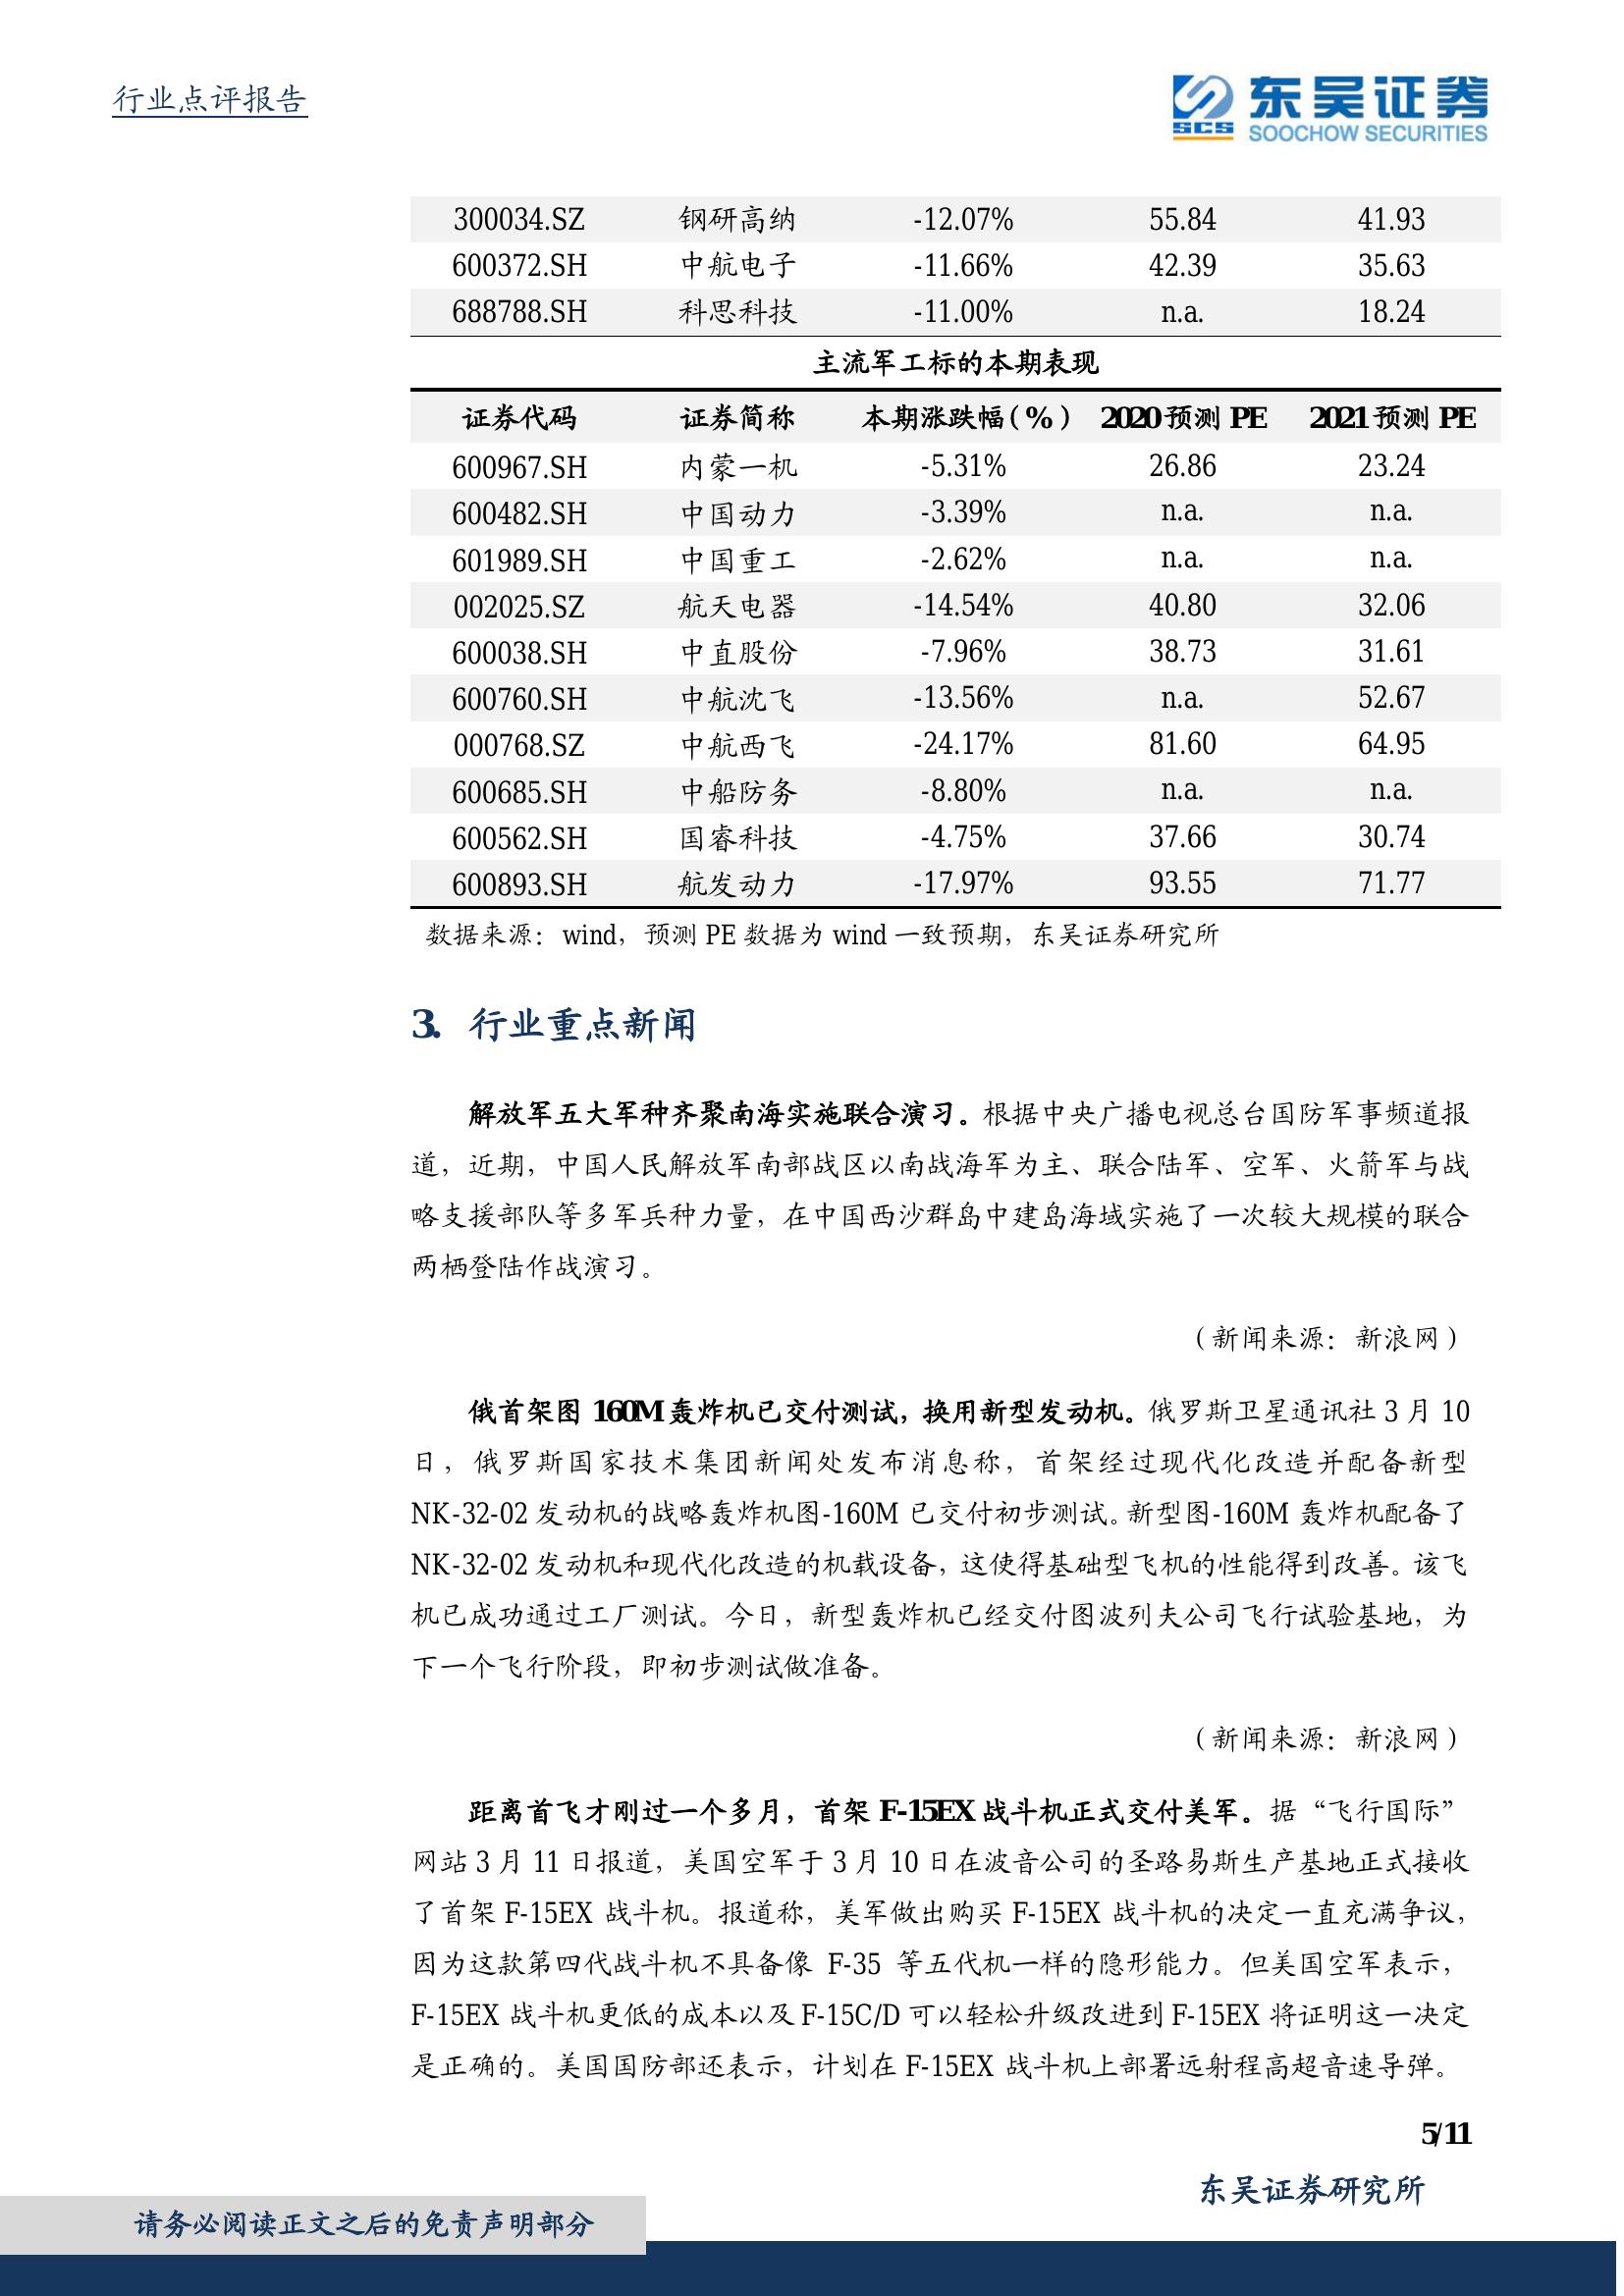 行业点评报告
SCS 东吴证券
SOOCHOW SECURITIES
300034.SZ 钢研高纳 -12.07% 55.84 41.93
600372.SH 中航电子 -11.66% 42.39 35.63
688788.SH 科思科技 -11.00% n.a. 18.24
主流军工标的本期表现
证券代码 证券简称 本期涨跌幅（%） 2020预测 PE 2021预测 PE
600967.SH 内蒙一机 -5.31% 26.86 23.24
600482.SH 中国动力 -3.39% n.a. n.a.
601989.SH 中国重工 -2.62% n.a. n.a.
002025.SZ 航天电器 -14.54% 40.80 32.06
600038.SH 中直股份 -7.96% 38.73 31.61
600760.SH 中航沈飞 -13.56% n.a. 52.67
000768.SZ 中航西飞 -24.17% 81.60 64.95
600685.SH 中船防务 -8.80% n.a. n.a.
600562.SH 国睿科技 -4.75% 37.66 30.74
600893.SH 航发动力 -17.97% 93.55 71.77
数据来源：wind，预测 PE 数据为 wind 一致预期，东吴证券研究所
3. 行业重点新闻
解放军五大军种齐聚南海实施联合演习。根据中央广播电视总台国防军事频道报
道，近期，中国人民解放军南部战区以南战海军为主、联合陆军、空军、火箭军与战
略支援部队等多军兵种力量，在中国西沙群岛中建岛海域实施了一次较大规模的联合
两栖登陆作战演习。
（新闻来源：新浪网）
俄首架图 160M 轰炸机已交付测试，换用新型发动机。俄罗斯卫星通讯社 3 月 10
日，俄罗斯国家技术集团新闻处发布消息称，首架经过现代化改造并配备新型
NK-32-02 发动机的战略轰炸机图-160M 已交付初步测试。新型图-160M 轰炸机配备了
NK-32-02 发动机和现代化改造的机载设备，这使得基础型飞机的性能得到改善。该飞
机已成功通过工厂测试。今日，新型轰炸机已经交付图波列夫公司飞行试验基地，为
下一个飞行阶段，即初步测试做准备。
（新闻来源：新浪网）
距离首飞才刚过一个多月，首架 F-15EX 战斗机正式交付美军。据“飞行国际”
网站 3 月 11 日报道，美国空军于 3 月 10 日在波音公司的圣路易斯生产基地正式接收
了首架 F-15EX 战斗机。报道称，美军做出购买 F-15EX 战斗机的决定一直充满争议，
因为这款第四代战斗机不具备像 F-35 等五代机一样的隐形能力。但美国空军表示，
F-15EX 战斗机更低的成本以及 F-15C/D 可以轻松升级改进到 F-15EX 将证明这一决定
是正确的。美国国防部还表示，计划在 F-15EX 战斗机上部署远射程高超音速导弹。
5/11
东吴证券研究所
请务必阅读正文之后的免责声明部分